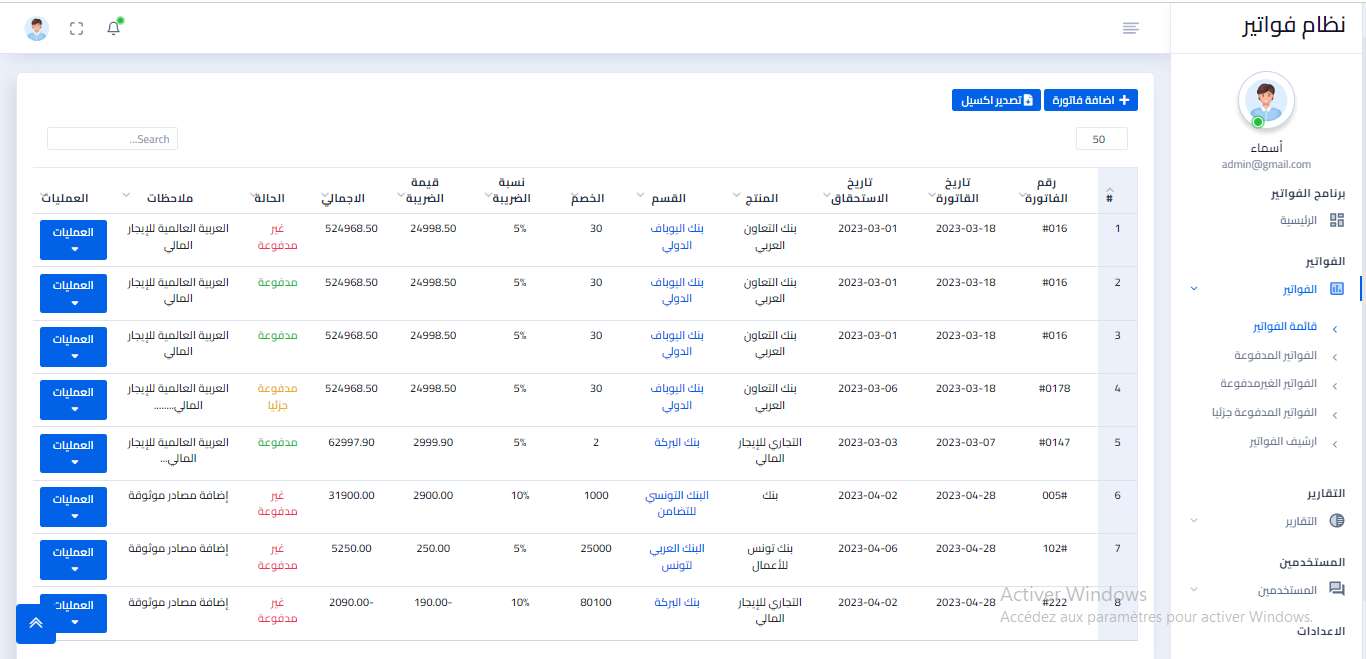 نظام فواتير
أسماء
admin@gmail.com
برنامج الفواتير
الرئيسية
الفواتير
الفواتير
قائمة الفواتير
الفواتير المدفوعة
الفواتير الغيرمدفوعة
الفواتير المدفوعة جزئيا
ارشيف الفواتير
التقارير
التقارير
المستخدمين
المستخدمين
الاعدادات
اضافة فاتورة
تصدير اكسيل
50
Search...
# رقم الفاتورة تاريخ القاتورة تاريخ الاستحقاق المنتج القسم الخصم نسبة الضريبة قيمة الضريبة الاجمالي الحالة ملاحظات العمليات
1 #016 2023-03-18 2023-03-01 بنك التعاون العربي بنك اليوباف الدولي 30 5% 24998.50 524968.50 غير مدفوعة العربية العالمية للإيجار المالي العمليات
2 #016 2023-03-18 2023-03-01 بنك التعاون العربي بنك اليوباف الدولي 30 5% 24998.50 524968.50 مدفوعة العربية العالمية للإيجار المالي العمليات
3 #016 2023-03-18 2023-03-01 بنك التعاون العربي بنك اليوباف الدولي 30 5% 24998.50 524968.50 مدفوعة العربية العالمية للإيجار المالي العمليات
4 #0178 2023-03-18 2023-03-06 بنك التعاون العربي بنك اليوباف الدولي 30 5% 24998.50 524968.50 مدفوعة جزئيا العربية العالمية للإيجار المالي......... العمليات
5 #0147 2023-03-07 2023-03-03 التجاري للإيجار المالي بنك البركة 2 5% 2999.90 62997.90 مدفوعة العربية العالمية للإيجار المالي... العمليات
6 005# 2023-04-28 2023-04-02 بنك البنك التونسي للتضامن 1000 10% 2900.00 31900.00 غير مدفوعة إضافة مصادر موثوقة العمليات
7 102# 2023-04-28 2023-04-06 بنك تونس للأعمال البنك العربي لتونس 25000 5% 250.00 5250.00 غير مدفوعة إضافة مصادر موثوقة العمليات
8 #222 2023-04-28 2023-04-02 التجاري للإيجار المالي بنك البركة 80100 10% 190.00- 2090.00- غير مدفوعة إضافة مصادر موثوقة العمليات
Activer Windows
Accédez aux paramètres pour activer Windows.